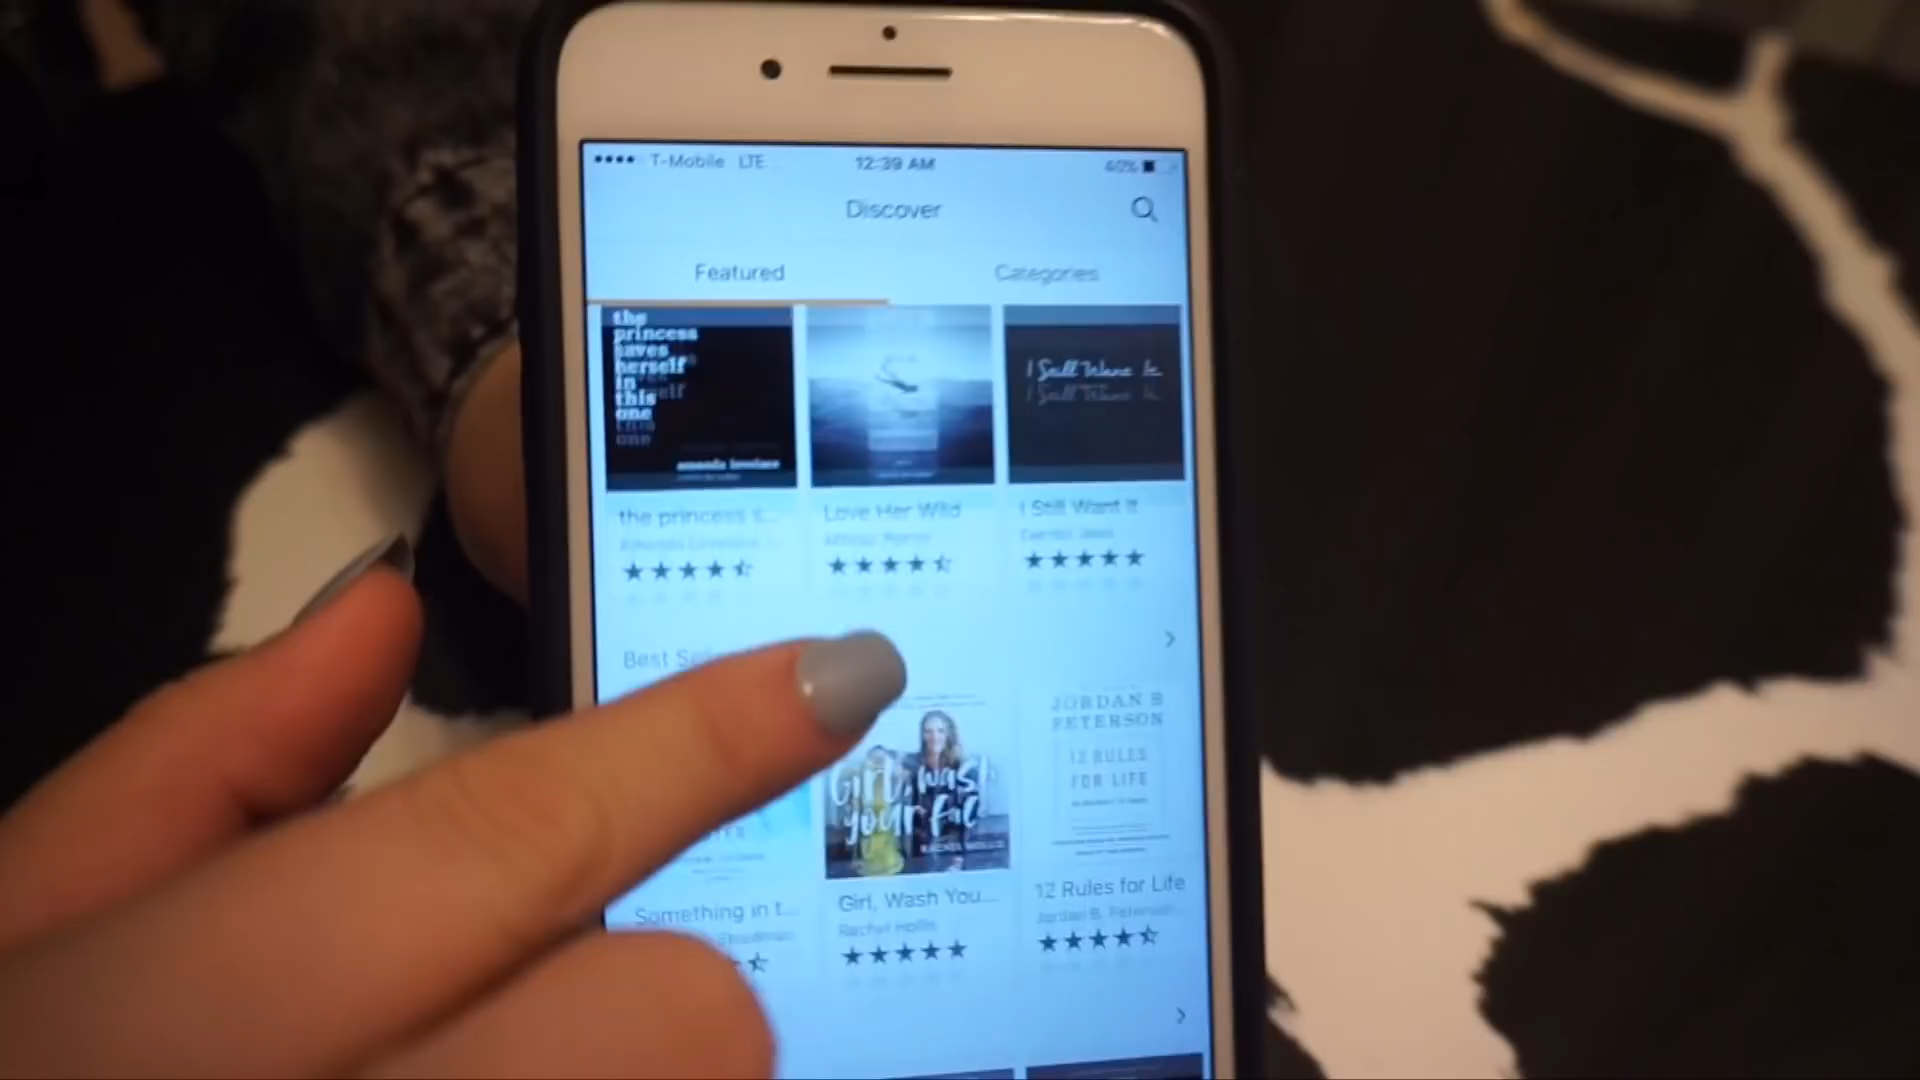 T-Mobile LTE 12:39 AM 40%
Discover
Featured Categories
the
princess
saves
herself
in
this
one
amanda lovelace
I Still Want It
the princess s...
Love Her Wild
I Still Want It
Best
JORDAN B
PETERSON
12 RULES
FOR LIFE
Girl, wash
your fac
RACHEL HOLLIS
Something in t...
Girl, Wash You...
Rachel Hollis
12 Rules for Life
Jordan B. Peterson